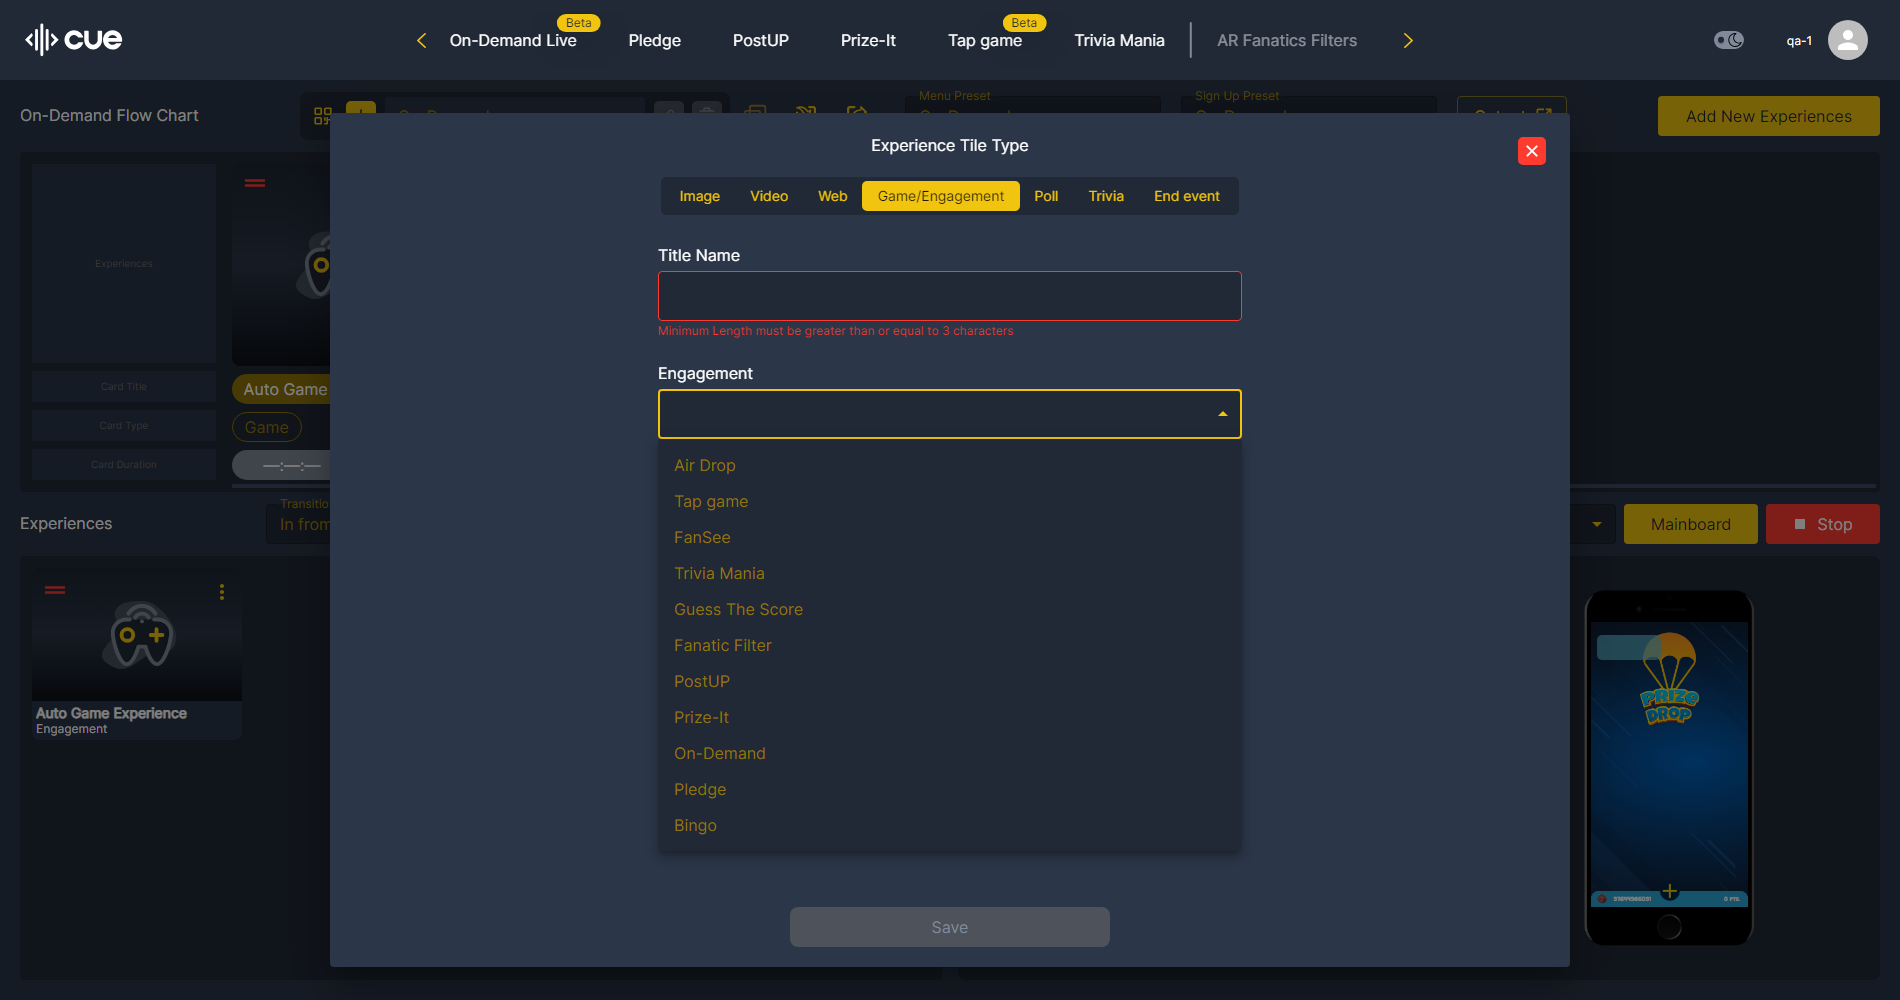 cue
On-Demand Live
Beta
Pledge
PostUP
Prize-It
Tap game
Beta
Trivia Mania
AR Fanatics Filters
qa-1
On-Demand Flow Chart
Menu Preset
Sign Up Preset
Add New Experiences
Experience Tile Type
Image
Video
Web
Game/Engagement
Poll
Trivia
End event
Title Name
Minimum Length must be greater than or equal to 3 characters
Engagement
Air Drop
Tap game
FanSee
Trivia Mania
Guess The Score
Fanatic Filter
PostUP
Prize-It
On-Demand
Pledge
Bingo
Save
Experiences
Card Title
Card Type
Card Duration
Auto Game
Game
—:—:—
Experiences
Transitio
In from
Mainboard
Stop
Auto Game Experience
Engagement
PRIZE
DROP